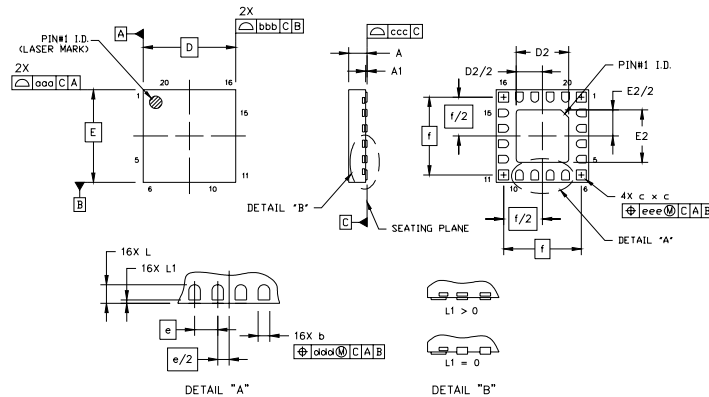 2X
bbb C B
A
D
PIN#1 I.D.
(LASER MARK)
2X
aaa C A
20
16
1
15
E
5
11
6
10
B
ccc C
A
A1
DETAIL "B"
C
SEATING PLANE
D2
D2/2
PIN#1 I.D.
16
20
1
15
E2/2
f/2
f
E2
5
11
10
6
4X c x c
eee M C A B
f/2
DETAIL "A"
f
16X L
16X L1
e
16X b
ddd M C A B
e/2
DETAIL "A"
L1 > 0
L1 = 0
DETAIL "B"